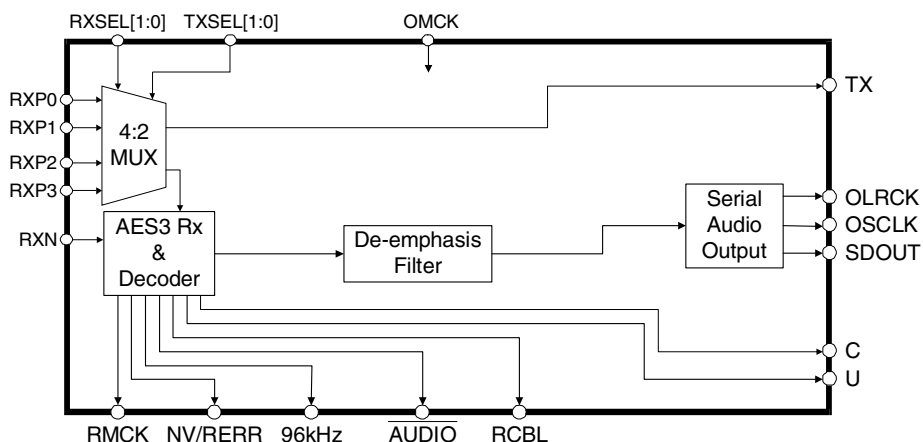 RXSEL[1:0] TXSEL[1:0] OMCK
RXP0
RXP1
RXP2
RXP3
RXN
4:2
MUX
TX
AES3 Rx
&
Decoder
De-emphasis
Filter
Serial
Audio
Output
OLRCK
OSCLK
SDOUT
C
U
RMCK NV/RERR 96kHz AUDIO RCBL